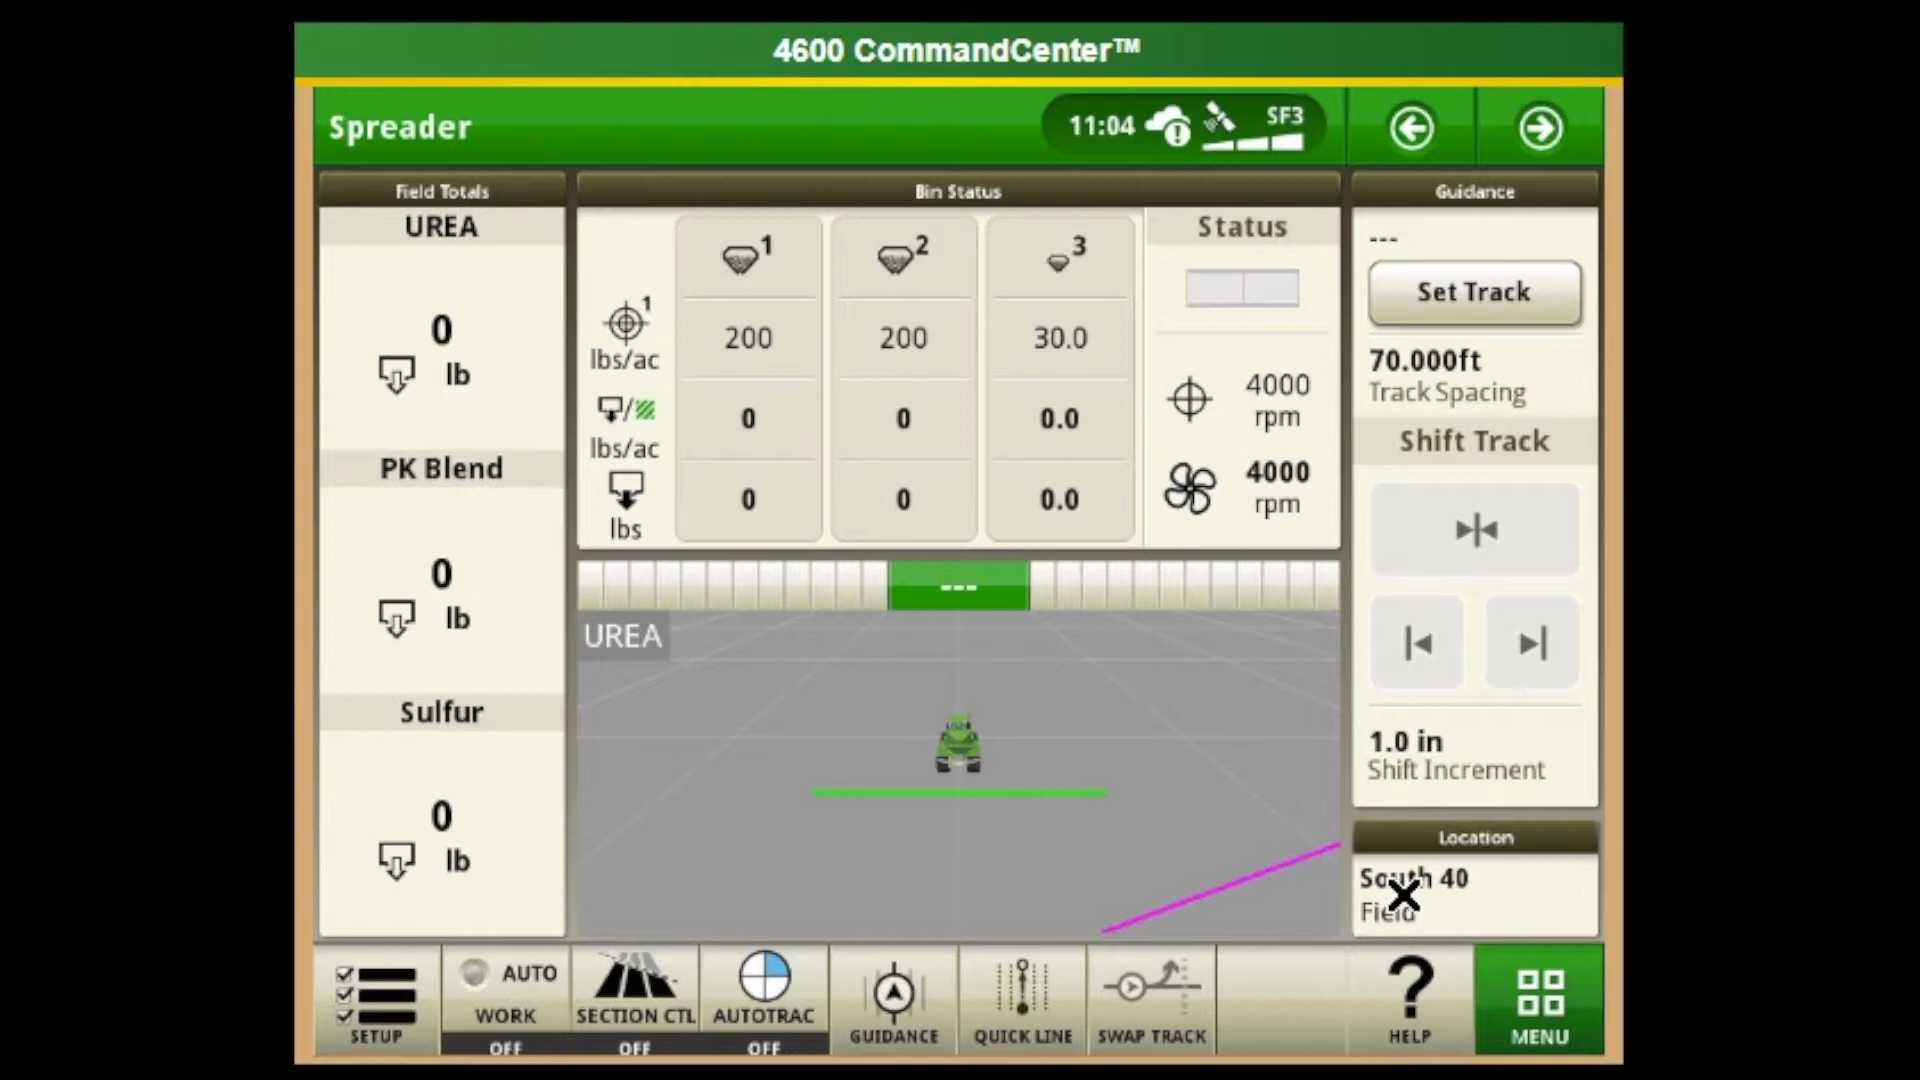 4600 CommandCenter™
Spreader
11:04
SF3
Field Totals
UREA
0
lb
PK Blend
0
lb
Sulfur
0
lb
Bin Status
1
2
3
1
lbs/ac
200
200
30.0
lbs/ac
0
0
0.0
lbs
0
0
0.0
Status
4000
rpm
4000
rpm
---
UREA
Guidance
---
Set Track
70.000ft
Track Spacing
Shift Track
1.0 in
Shift Increment
Location
South 40
Field
SETUP
AUTO
WORK
OFF
SECTION CTL
OFF
AUTOTRAC
OFF
GUIDANCE
QUICK LINE
SWAP TRACK
HELP
MENU